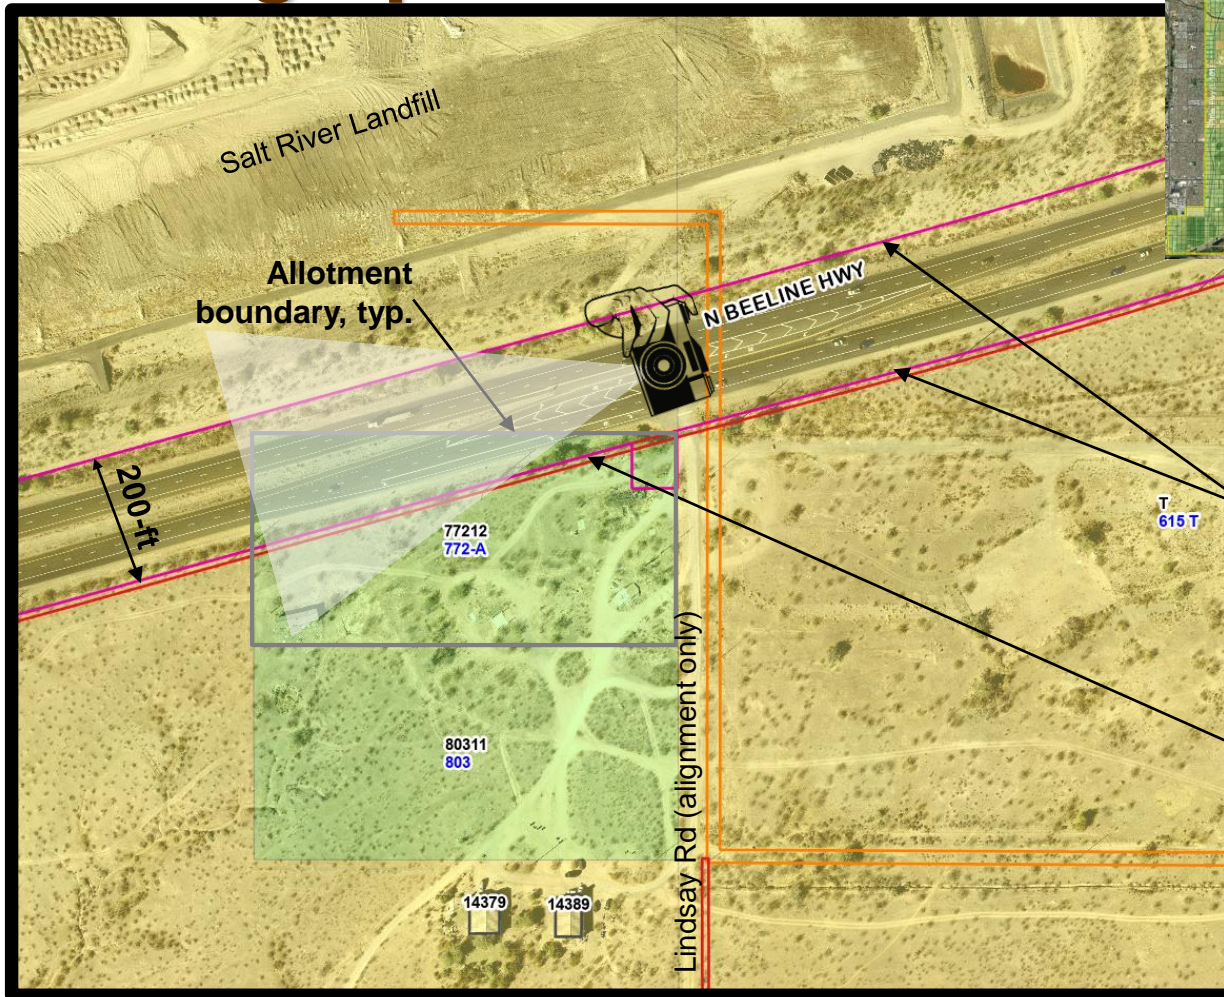 Salt River Landfill
Allotment
boundary, typ.
N BEELINE HWY
200-ft
77212
772-A
T
615 T
80311
803
Lindsay Rd (alignment only)
14379
14389